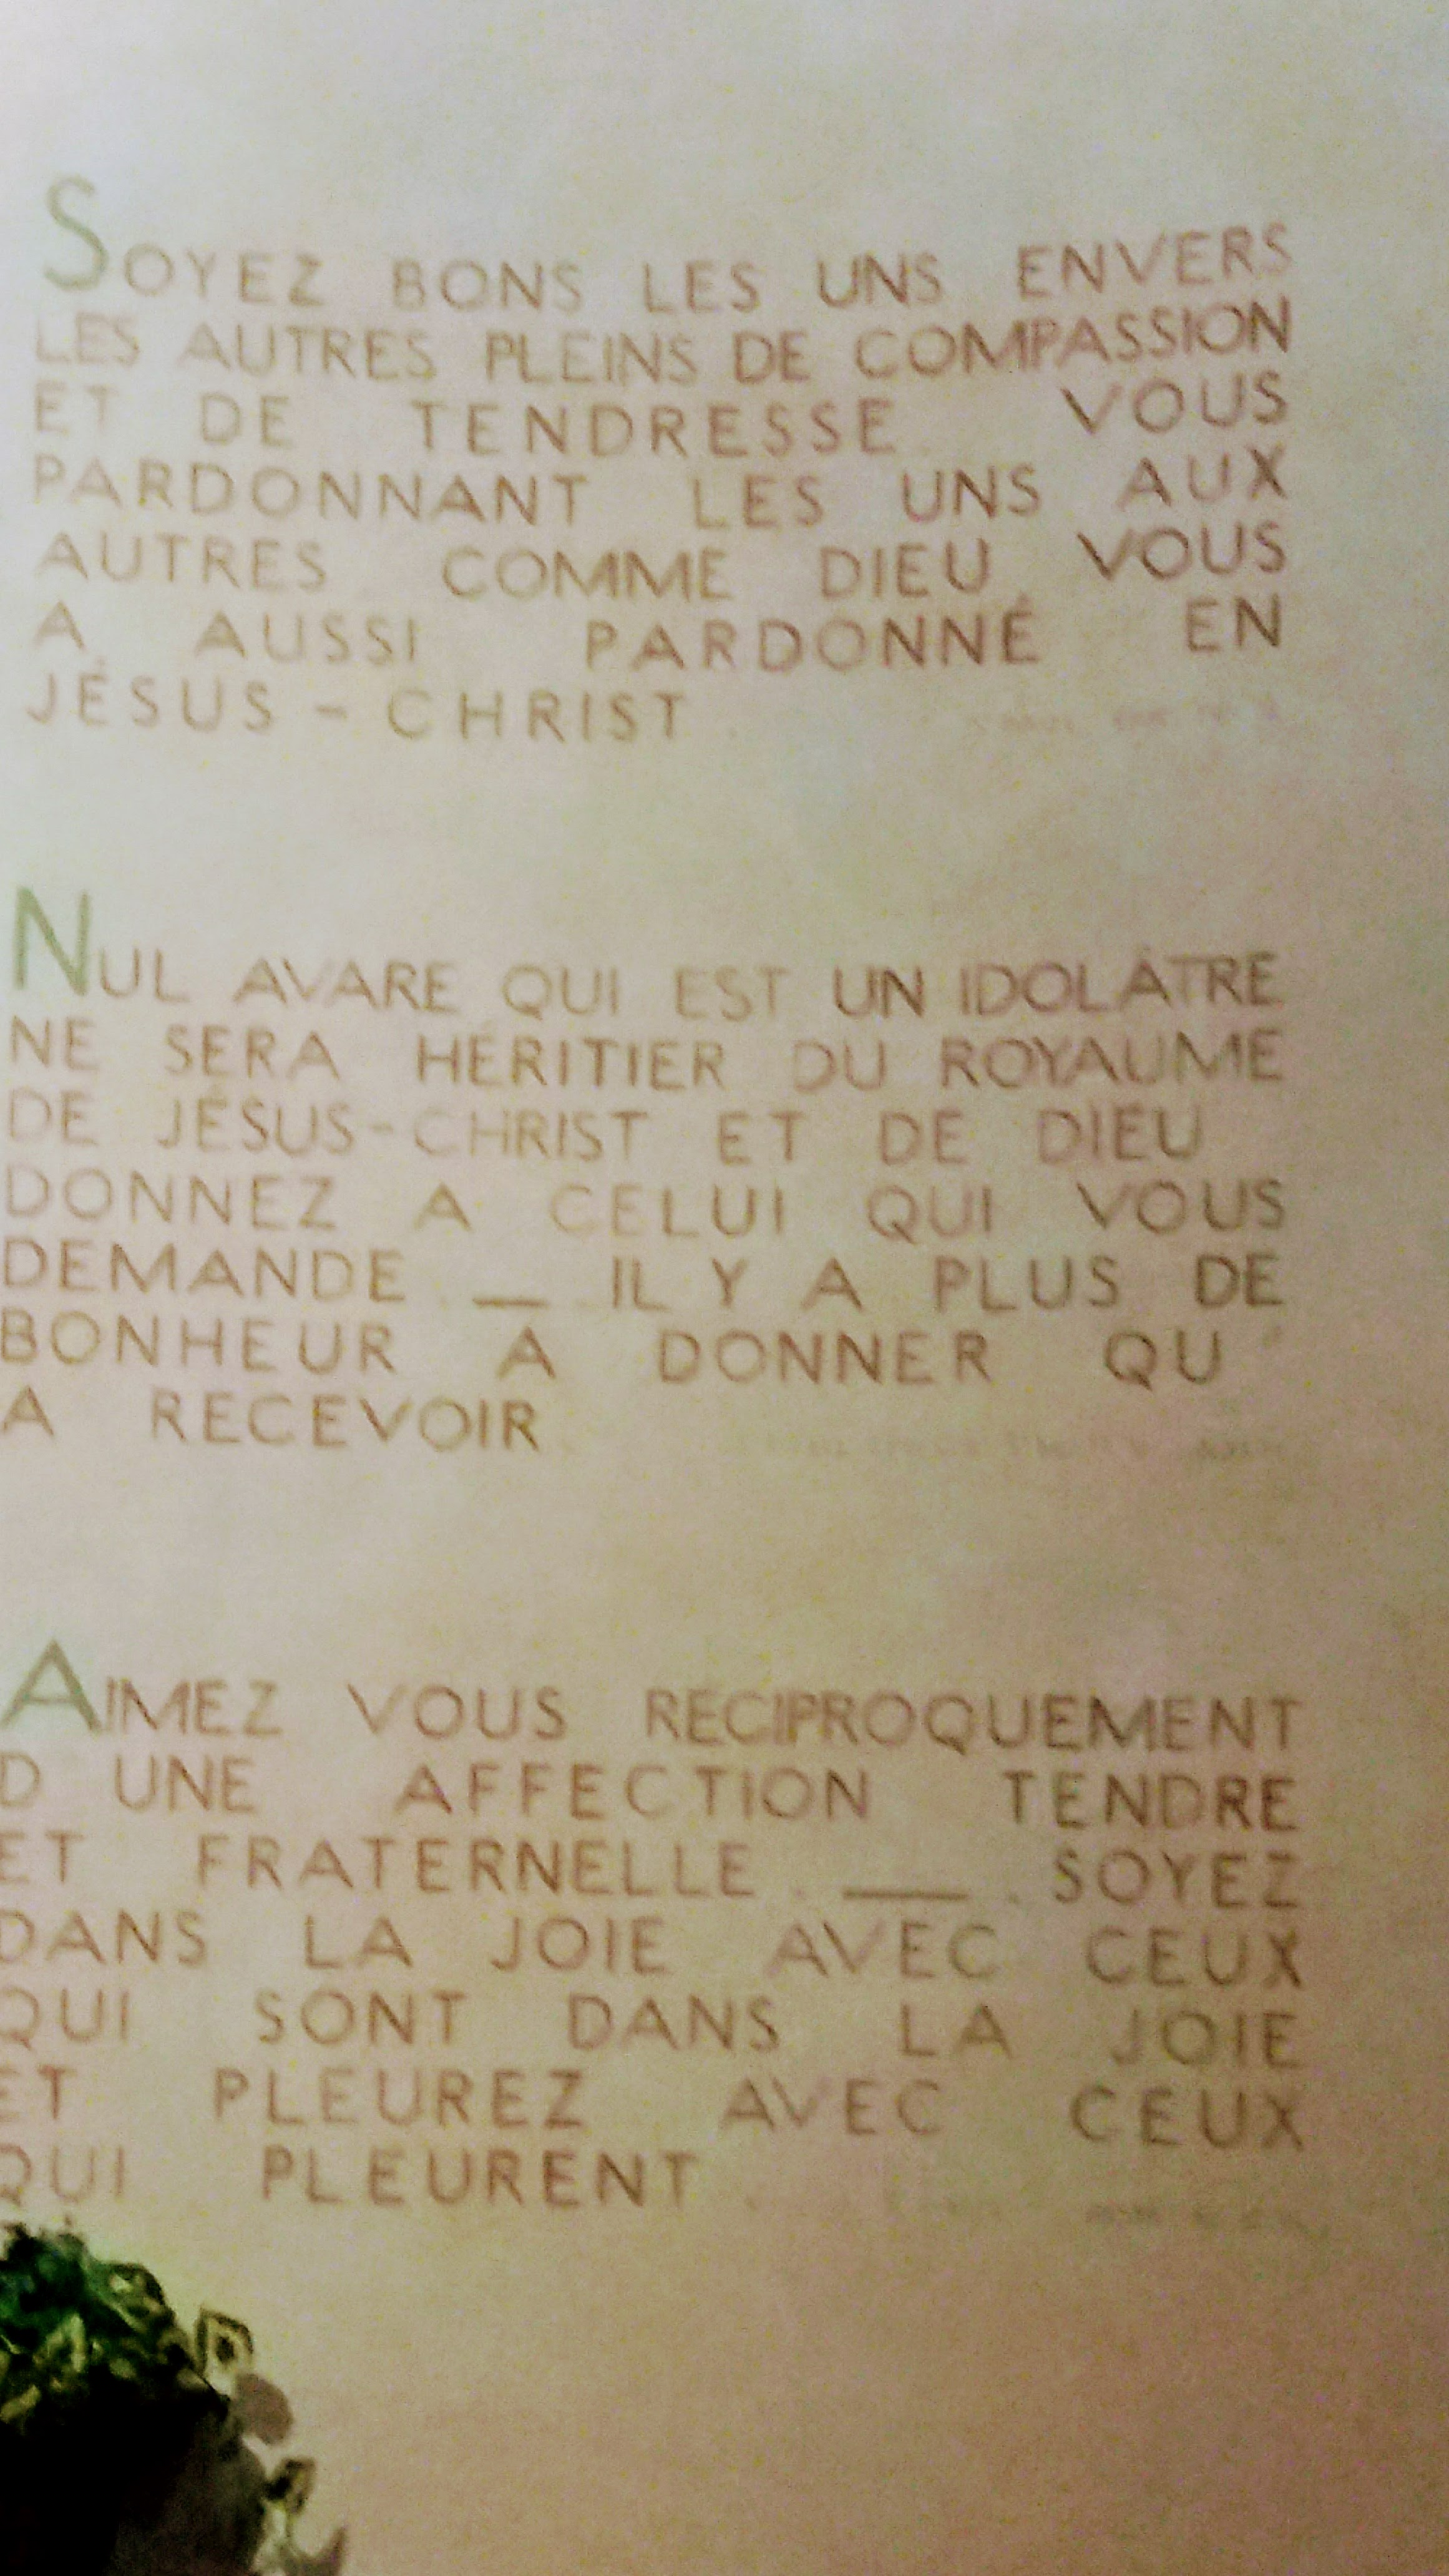 SOYEZ BONS LES UNS ENVERS
LES AUTRES PLEINS DE COMPASSION
ET DE TENDRESSE VOUS
PARDONNANT LES UNS AUX
AUTRES COMME DIEU VOUS
A AUSSI PARDONNÉ EN
JÉSUS-CHRIST.
NUL AVARE QUI EST UN IDOLÂTRE
NE SERA HÉRITIER DU ROYAUME
DE JÉSUS-CHRIST ET DE DIEU
DONNEZ A CELUI QUI VOUS
DEMANDE. — IL Y A PLUS DE
BONHEUR A DONNER QU'
A RECEVOIR.
AIMEZ VOUS RÉCIPROQUEMENT
D UNE AFFECTION TENDRE
ET FRATERNELLE. — . SOYEZ
DANS LA JOIE AVEC CEUX
QUI SONT DANS LA JOIE
ET PLEUREZ AVEC CEUX
QUI PLEURENT.